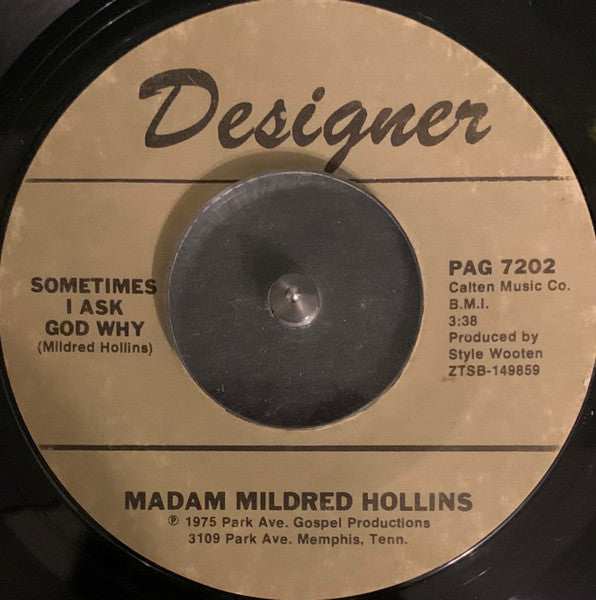 Designer
SOMETIMES
I ASK
GOD WHY
(Mildred Hollins)
PAG 7202
Calten Music Co.
B.M.I.
3:38
Produced by
Style Wooten
ZTSB-149859
MADAM MILDRED HOLLINS
℗ 1975 Park Ave. Gospel Productions
3109 Park Ave. Memphis, Tenn.